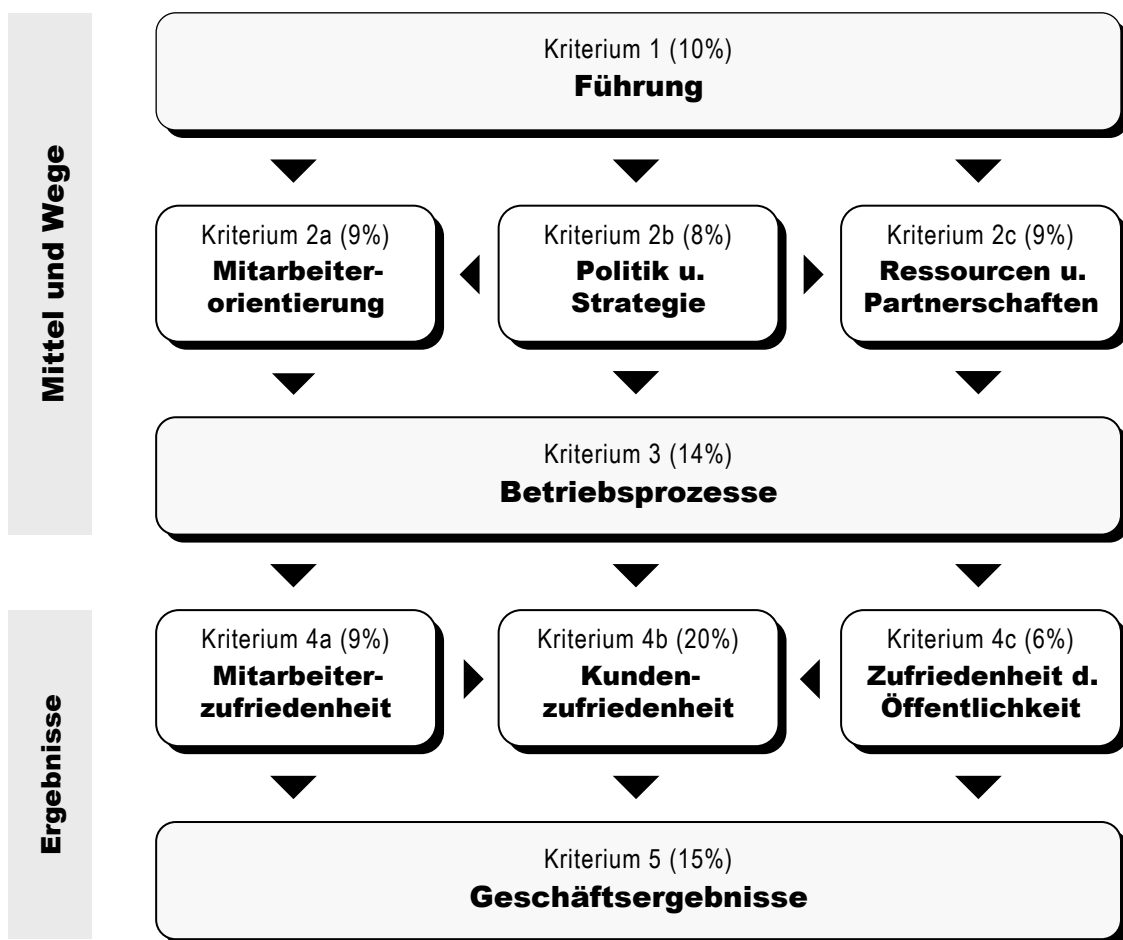 Mittel und Wege
Kriterium 1 (10%)
Führung
Kriterium 2a (9%)
Mitarbeiter-
orientierung
Kriterium 2b (8%)
Politik u.
Strategie
Kriterium 2c (9%)
Ressourcen u.
Partnerschaften
Kriterium 3 (14%)
Betriebsprozesse
Ergebnisse
Kriterium 4a (9%)
Mitarbeiter-
zufriedenheit
Kriterium 4b (20%)
Kunden-
zufriedenheit
Kriterium 4c (6%)
Zufriedenheit d.
Öffentlichkeit
Kriterium 5 (15%)
Geschäftsergebnisse